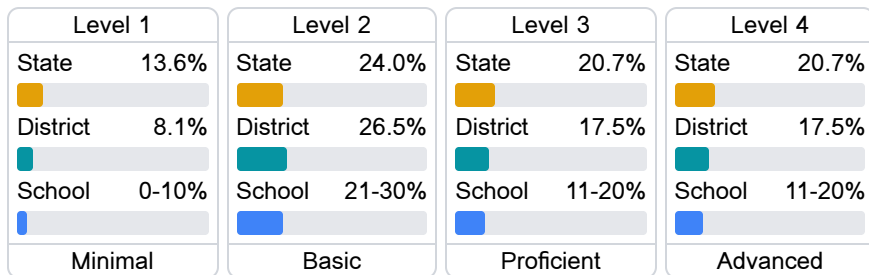 Level 1
State 13.6%
District 8.1%
School 0-10%
Minimal
Level 2
State 24.0%
District 26.5%
School 21-30%
Basic
Level 3
State 20.7%
District 17.5%
School 11-20%
Proficient
Level 4
State 20.7%
District 17.5%
School 11-20%
Advanced